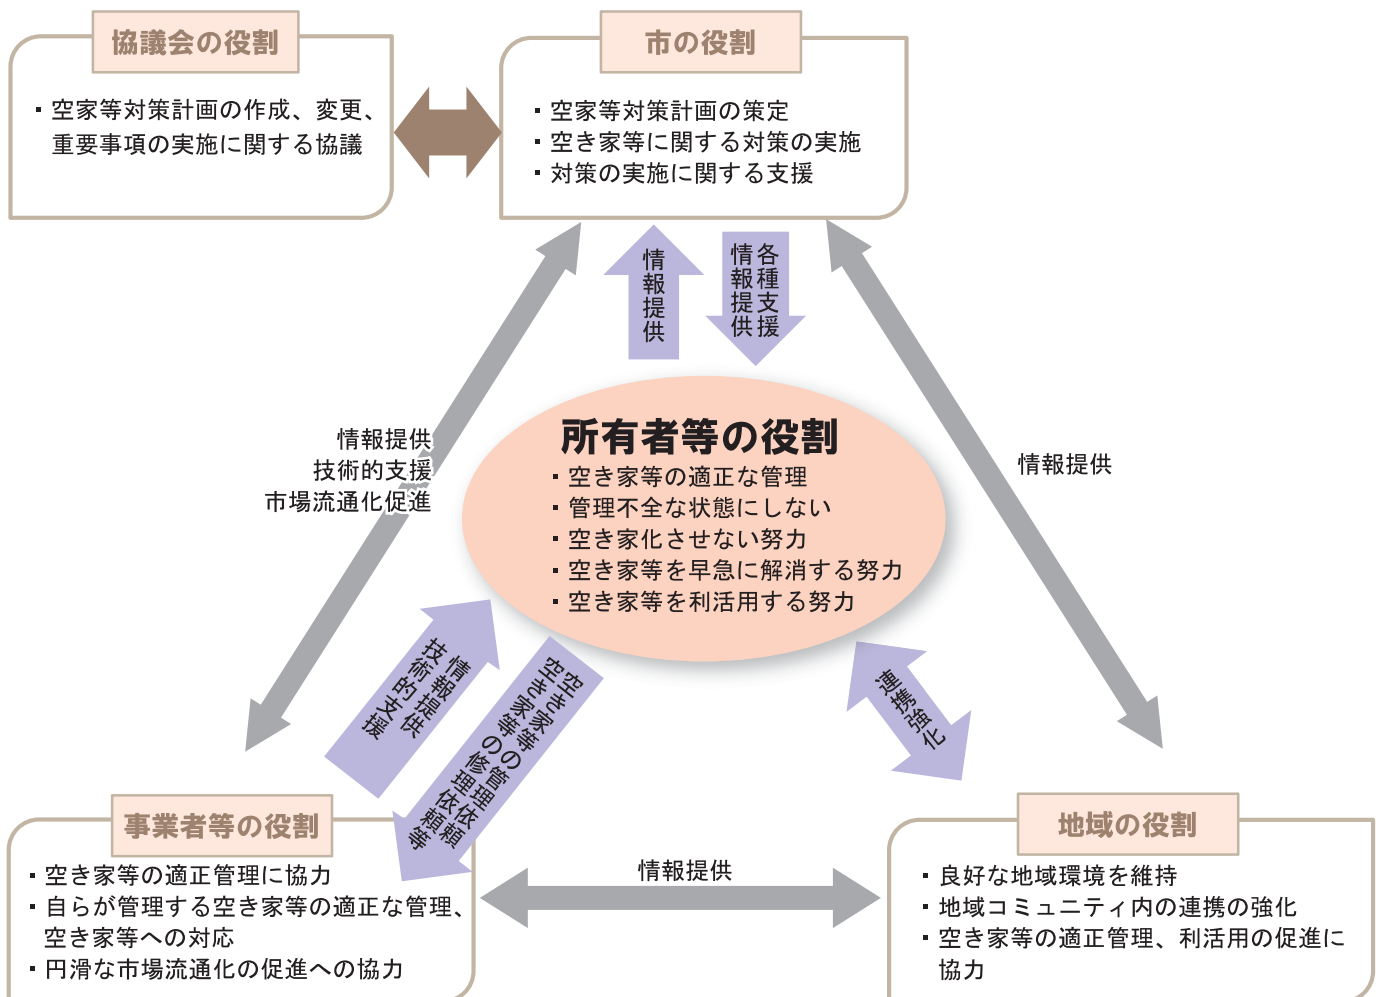 協議会の役割
・空家等対策計画の作成、変更、
重要事項の実施に関する協議
市の役割
・空家等対策計画の策定
・空き家等に関する対策の実施
・対策の実施に関する支援
情報提供
各種支援
情報提供
情報提供
技術的支援
市場流通化促進
情報提供
所有者等の役割
・空き家等の適正な管理
・管理不全な状態にしない
・空き家化させない努力
・空き家等を早急に解消する努力
・空き家等を利活用する努力
情報提供
技術的支援
空き家等の管理依頼
空き家等の修理依頼等
連携強化
事業者等の役割
・空き家等の適正管理に協力
・自らが管理する空き家等の適正な管理、
空き家等への対応
・円滑な市場流通化の促進への協力
情報提供
地域の役割
・良好な地域環境を維持
・地域コミュニティ内の連携の強化
・空き家等の適正管理、利活用の促進に
協力